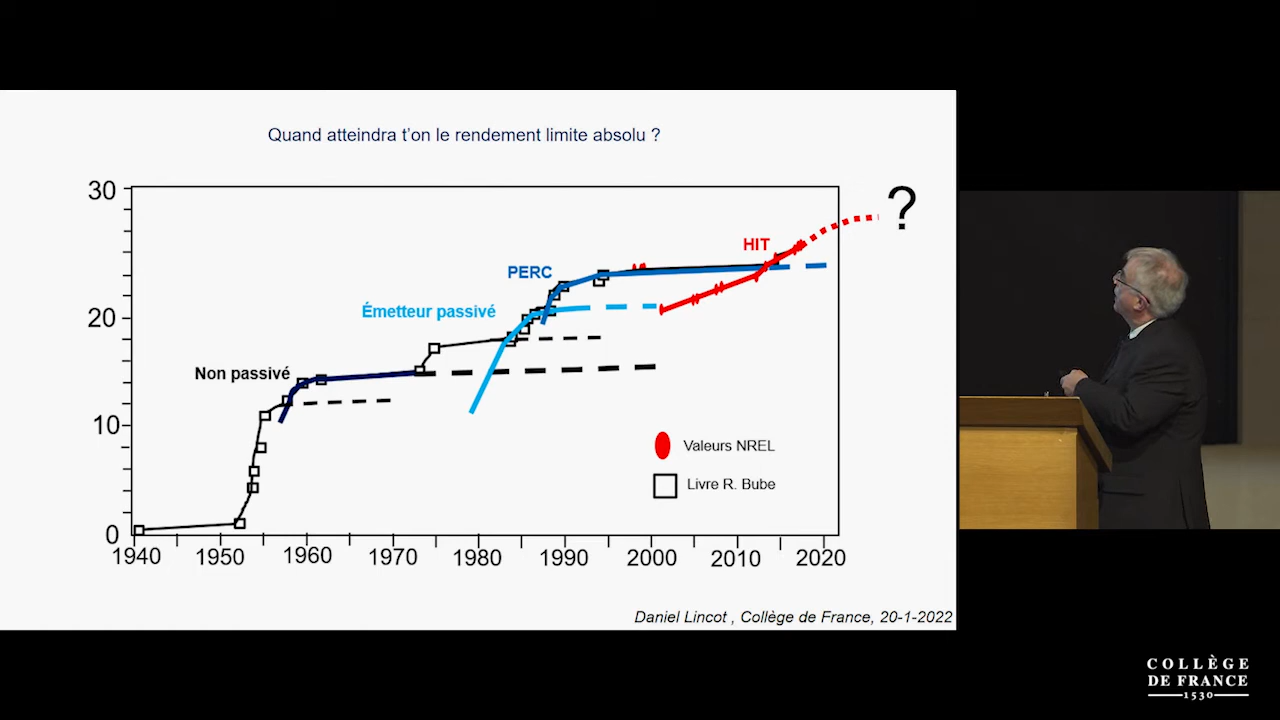 Quand atteindra t'on le rendement limite absolu ?
30
?
HIT
PERC
Émetteur passivé
20
Non passivé
10
Valeurs NREL
Livre R. Bube
0
1940 1950 1960 1970 1980 1990 2000 2010 2020
Daniel Lincot , Collège de France, 20-1-2022
COLLÈGE
DE FRANCE
1530